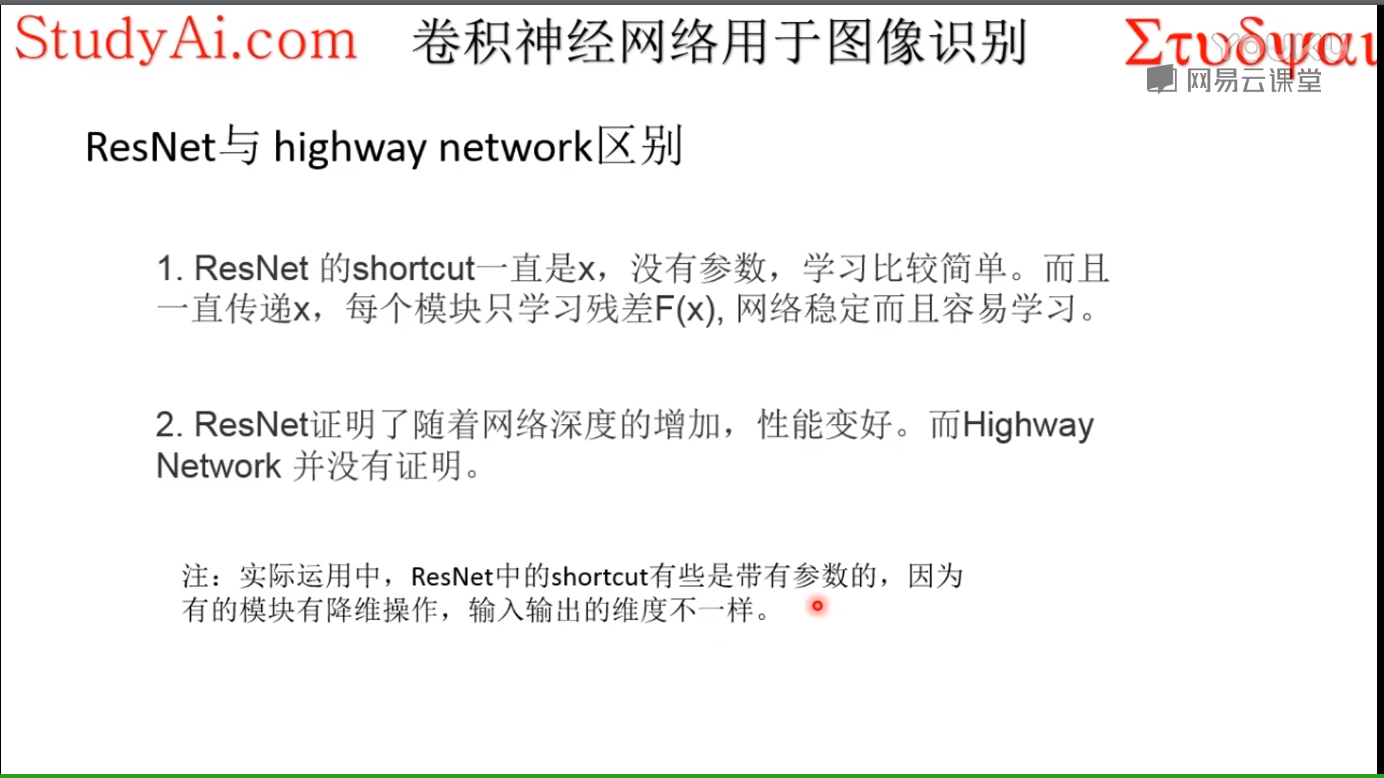 StudyAi.com
卷积神经网络用于图像识别
Στυδψαι
YOUKU
网易云课堂
ResNet与 highway network区别
1. ResNet 的shortcut一直是x，没有参数，学习比较简单。而且
一直传递x，每个模块只学习残差F(x), 网络稳定而且容易学习。
2. ResNet证明了随着网络深度的增加，性能变好。而Highway
Network 并没有证明。
注：实际运用中，ResNet中的shortcut有些是带有参数的，因为
有的模块有降维操作，输入输出的维度不一样。